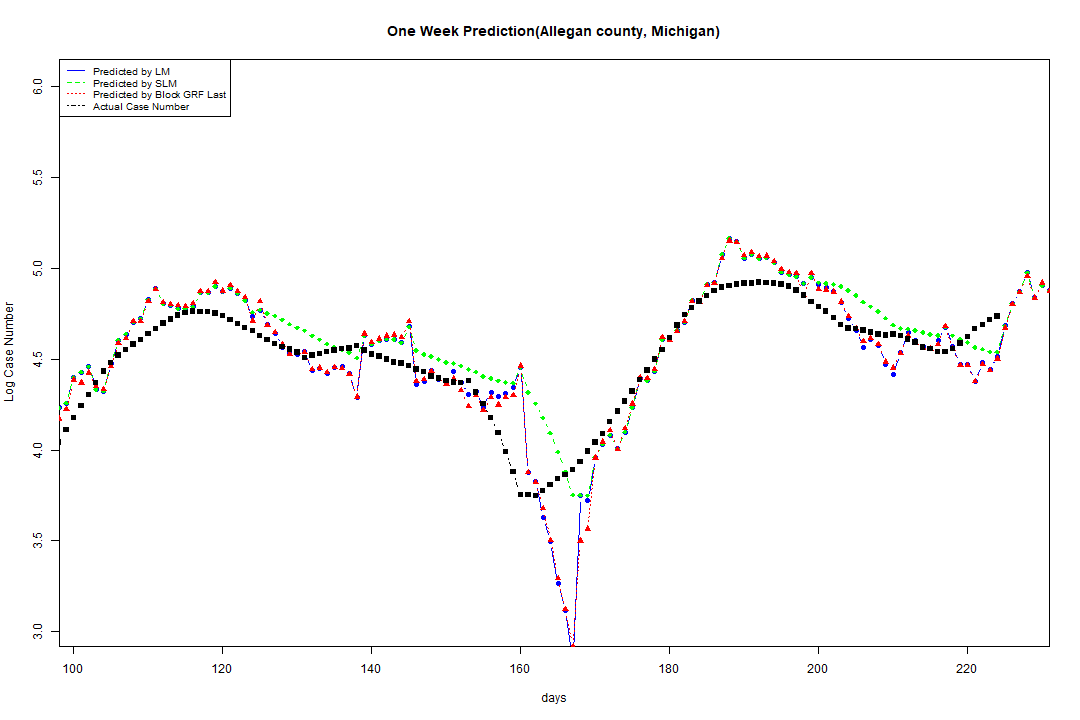 One Week Prediction(Allegan county, Michigan)
Predicted by LM
Predicted by SLM
Predicted by Block GRF Last
Actual Case Number
6.0
5.5
5.0
4.5
4.0
3.5
3.0
Log Case Number
100 120 140 160 180 200 220
days